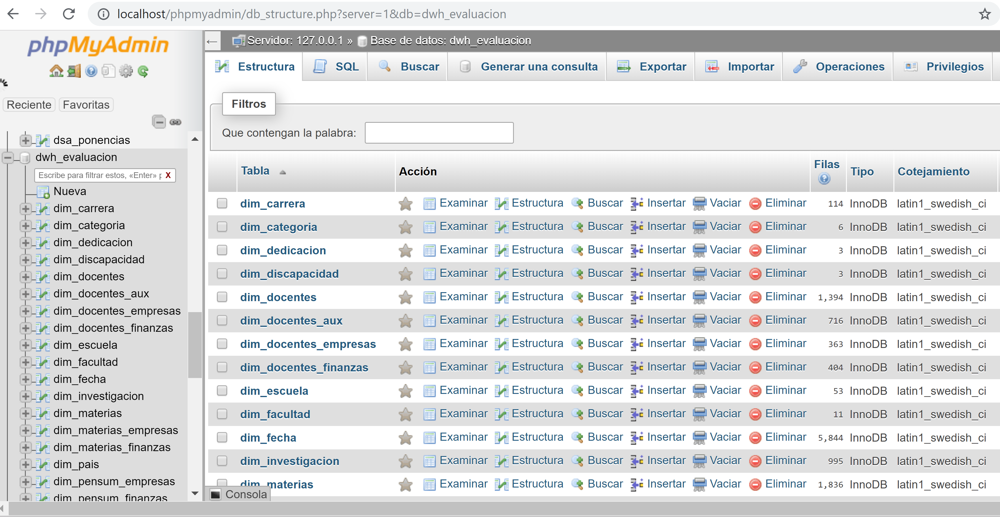 localhost/phpmyadmin/db_structure.php?server=1&db=dwh_evaluacion
phpMyAdmin
Reciente Favoritas
dsa_ponencias
dwh_evaluacion
Escribe para filtrar estos, «Enter» p X
Nueva
dim_carrera
dim_categoria
dim_dedicacion
dim_discapacidad
dim_docentes
dim_docentes_aux
dim_docentes_empresas
dim_docentes_finanzas
dim_escuela
dim_facultad
dim_fecha
dim_investigacion
dim_materias
dim_materias_empresas
dim_materias_finanzas
dim_pais
dim_pensum_empresas
dim_pensum_finanzas
Servidor: 127.0.0.1 » Base de datos: dwh_evaluacion
Estructura SQL Buscar Generar una consulta Exportar Importar Operaciones Privilegios
Filtros
Que contengan la palabra:
Tabla Acción Filas Tipo Cotejamiento
dim_carrera Examinar Estructura Buscar Insertar Vaciar Eliminar 114 InnoDB latin1_swedish_ci
dim_categoria Examinar Estructura Buscar Insertar Vaciar Eliminar 6 InnoDB latin1_swedish_ci
dim_dedicacion Examinar Estructura Buscar Insertar Vaciar Eliminar 3 InnoDB latin1_swedish_ci
dim_discapacidad Examinar Estructura Buscar Insertar Vaciar Eliminar 3 InnoDB latin1_swedish_ci
dim_docentes Examinar Estructura Buscar Insertar Vaciar Eliminar 1,394 InnoDB latin1_swedish_ci
dim_docentes_aux Examinar Estructura Buscar Insertar Vaciar Eliminar 716 InnoDB latin1_swedish_ci
dim_docentes_empresas Examinar Estructura Buscar Insertar Vaciar Eliminar 363 InnoDB latin1_swedish_ci
dim_docentes_finanzas Examinar Estructura Buscar Insertar Vaciar Eliminar 404 InnoDB latin1_swedish_ci
dim_escuela Examinar Estructura Buscar Insertar Vaciar Eliminar 53 InnoDB latin1_swedish_ci
dim_facultad Examinar Estructura Buscar Insertar Vaciar Eliminar 11 InnoDB latin1_swedish_ci
dim_fecha Examinar Estructura Buscar Insertar Vaciar Eliminar 5,844 InnoDB latin1_swedish_ci
dim_investigacion Examinar Estructura Buscar Insertar Vaciar Eliminar 995 InnoDB latin1_swedish_ci
dim_materias Examinar Estructura Buscar Insertar Vaciar Eliminar 1,836 InnoDB latin1_swedish_ci
Consola